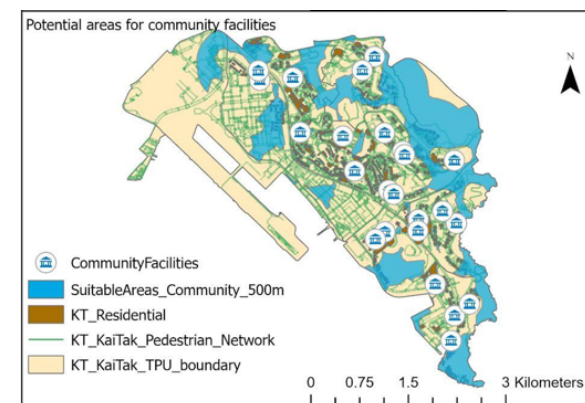 Potential areas for community facilities
N
CommunityFacilities
SuitableAreas_Community_500m
KT_Residential
KT_KaiTak_Pedestrian_Network
KT_KaiTak_TPU_boundary
0 0.75 1.5 3 Kilometers